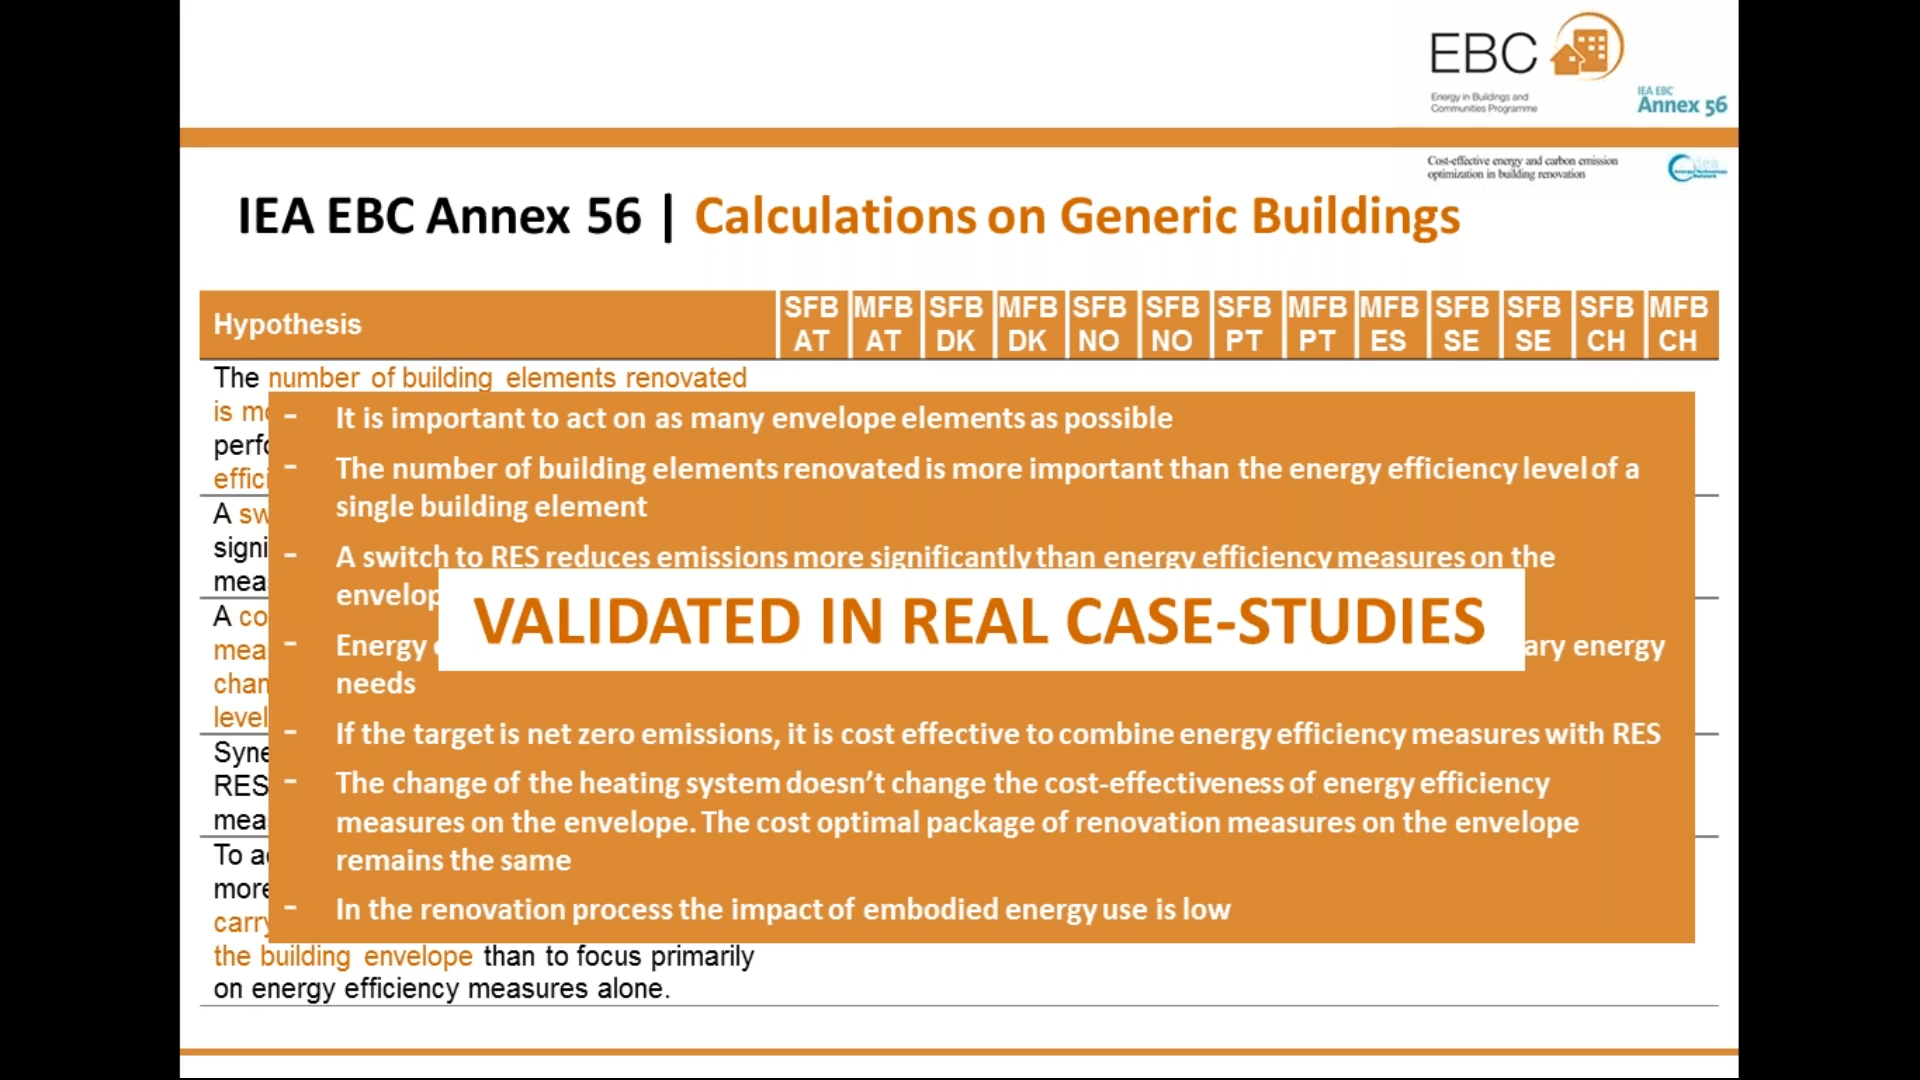 EBC
Energy in Buildings and
Communities Programme
IEA EBC
Annex 56
Cost-effective energy and carbon emission
optimization in building renovation
iea
IEA EBC Annex 56 | Calculations on Generic Buildings
Hypothesis
SFB AT
MFB AT
SFB DK
MFB DK
SFB NO
SFB NO
SFB PT
MFB PT
MFB ES
SFB SE
SFB SE
SFB CH
MFB CH
The number of building elements renovated
is
A
A
To
the building envelope than to focus primarily
on energy efficiency measures alone.
- It is important to act on as many envelope elements as possible
- The number of building elements renovated is more important than the energy efficiency level of a
single building element
- A switch to RES reduces emissions more significantly than energy efficiency measures on the
VALIDATED IN REAL CASE-STUDIES
- Energy
energy
needs
- If the target is net zero emissions, it is cost effective to combine energy efficiency measures with RES
- The change of the heating system doesn't change the cost-effectiveness of energy efficiency
measures on the envelope. The cost optimal package of renovation measures on the envelope
remains the same
- In the renovation process the impact of embodied energy use is low